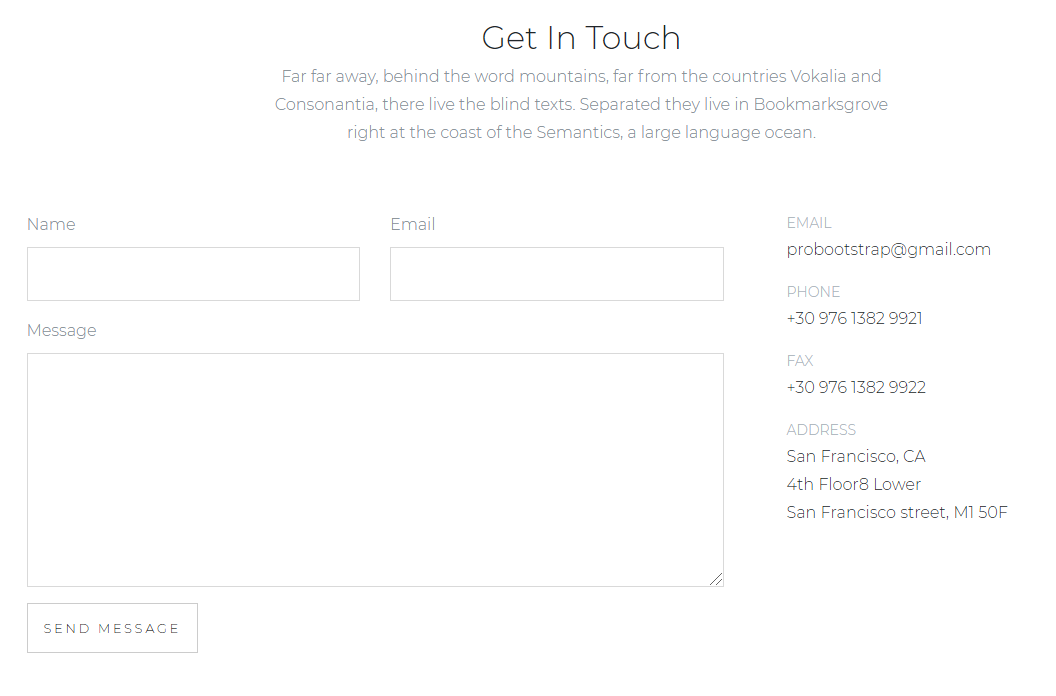 Get In Touch
Far far away, behind the word mountains, far from the countries Vokalia and
Consonantia, there live the blind texts. Separated they live in Bookmarksgrove
right at the coast of the Semantics, a large language ocean.
Name
Email
Message
SEND MESSAGE
EMAIL
probootstrap@gmail.com
PHONE
+30 976 1382 9921
FAX
+30 976 1382 9922
ADDRESS
San Francisco, CA
4th Floor8 Lower
San Francisco street, M1 50F